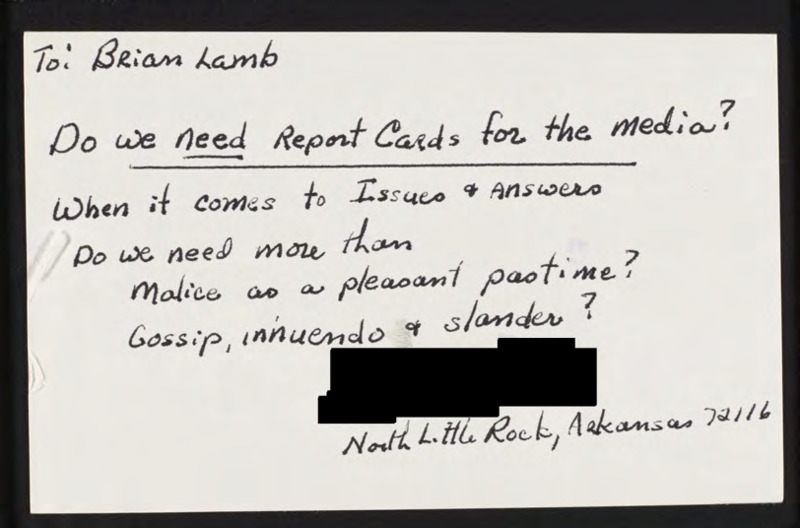 To: Brian Lamb
Do we need Report Cards for the media?
When it comes to Issues & Answers
Do we need more than
Malice as a pleasant pastime?
Gossip, innuendo & slander?
North Little Rock, Arkansas 72116